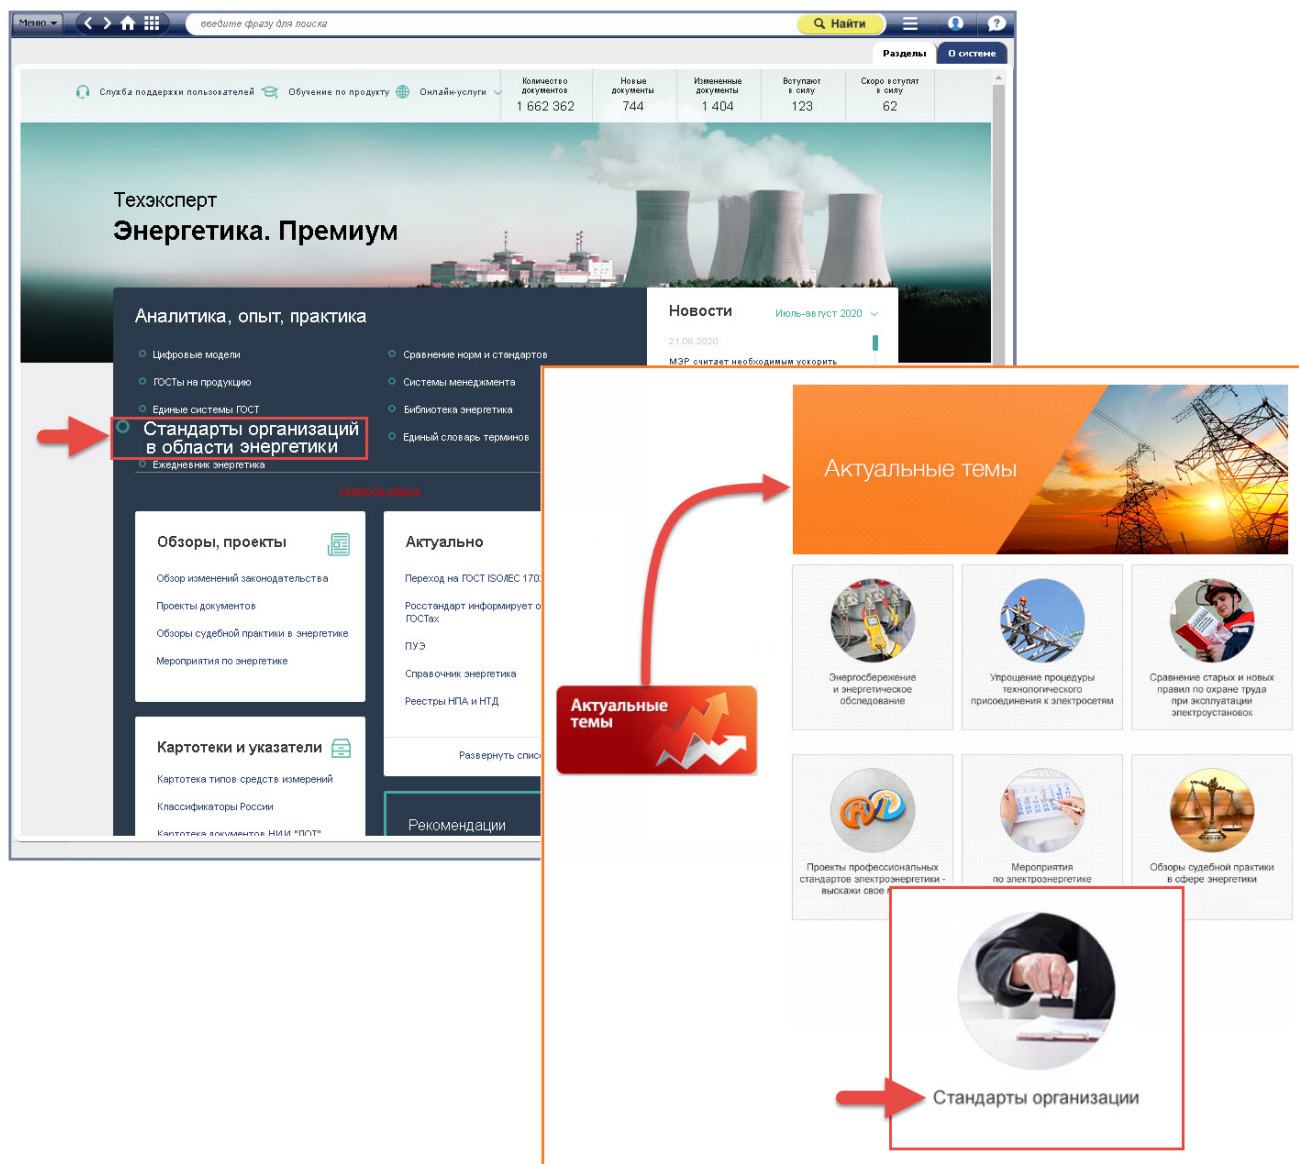 Меню
введите фразу для поиска
Найти
Разделы
О системе
Служба поддержки пользователей
Обучение по продукту
Онлайн-услуги
Количество
документов
1 662 362
Новые
документы
744
Измененные
документы
1 404
Вступают
в силу
123
Скоро вступят
в силу
62
Техэксперт
Энергетика. Премиум
Аналитика, опыт, практика
Цифровые модели
ГОСТы на продукцию
Единые системы ГОСТ
Стандарты организаций
в области энергетики
Ежедневник энергетика
Сравнение норм и стандартов
Системы менеджмента
Библиотека энергетика
Единый словарь терминов
Свернуть список
Новости
Июль-август 2020
21.08.2020
МЭР считает необходимым ускорить
Обзоры, проекты
Обзор изменений законодательства
Проекты документов
Обзоры судебной практики в энергетике
Мероприятия по энергетике
Актуально
Переход на ГОСТ ISO/IEC 170
Росстандарт информирует о
ГОСТах
ПУЭ
Справочник энергетика
Реестры НПА и НТД
Развернуть спис
Картотеки и указатели
Картотека типов средств измерений
Классификаторы России
Картотека документов НИИ "ЛОТ"
Рекомендации
Актуальные
темы
Актуальные темы
Энергосбережение
и энергетическое
обследование
Упрощение процедуры
технологического
присоединения к электросетям
Сравнение старых и новых
правил по охране труда
при эксплуатации
электроустановок
Проекты профессиональных
стандартов электроэнергетики -
выскажи свое
Мероприятия
по электроэнергетике
Обзоры судебной практики
в сфере энергетики
Стандарты организации